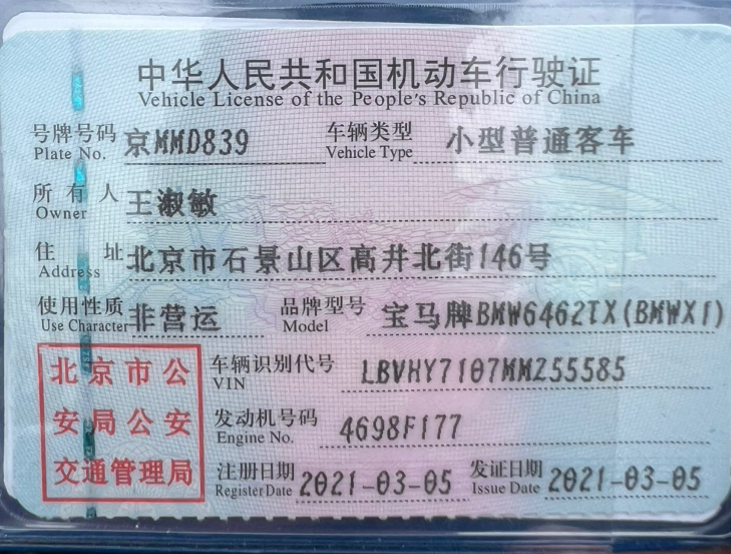 中华人民共和国机动车行驶证
Vehicle License of the People's Republic of China
号牌号码 京MMD839 车辆类型 小型普通客车
Plate No. Vehicle Type
所有人 王淑敏
Owner
住址 北京市石景山区高井北街146号
Address
使用性质 非营运 品牌型号 宝马牌BMW6462TX(BMWX1)
Use Character Model
北京市公 车辆识别代号 LBVHY7107MM255585
VIN
安局公安 发动机号码 4698F177
Engine No.
交通管理局 注册日期 2021-03-05 发证日期 2021-03-05
Register Date Issue Date